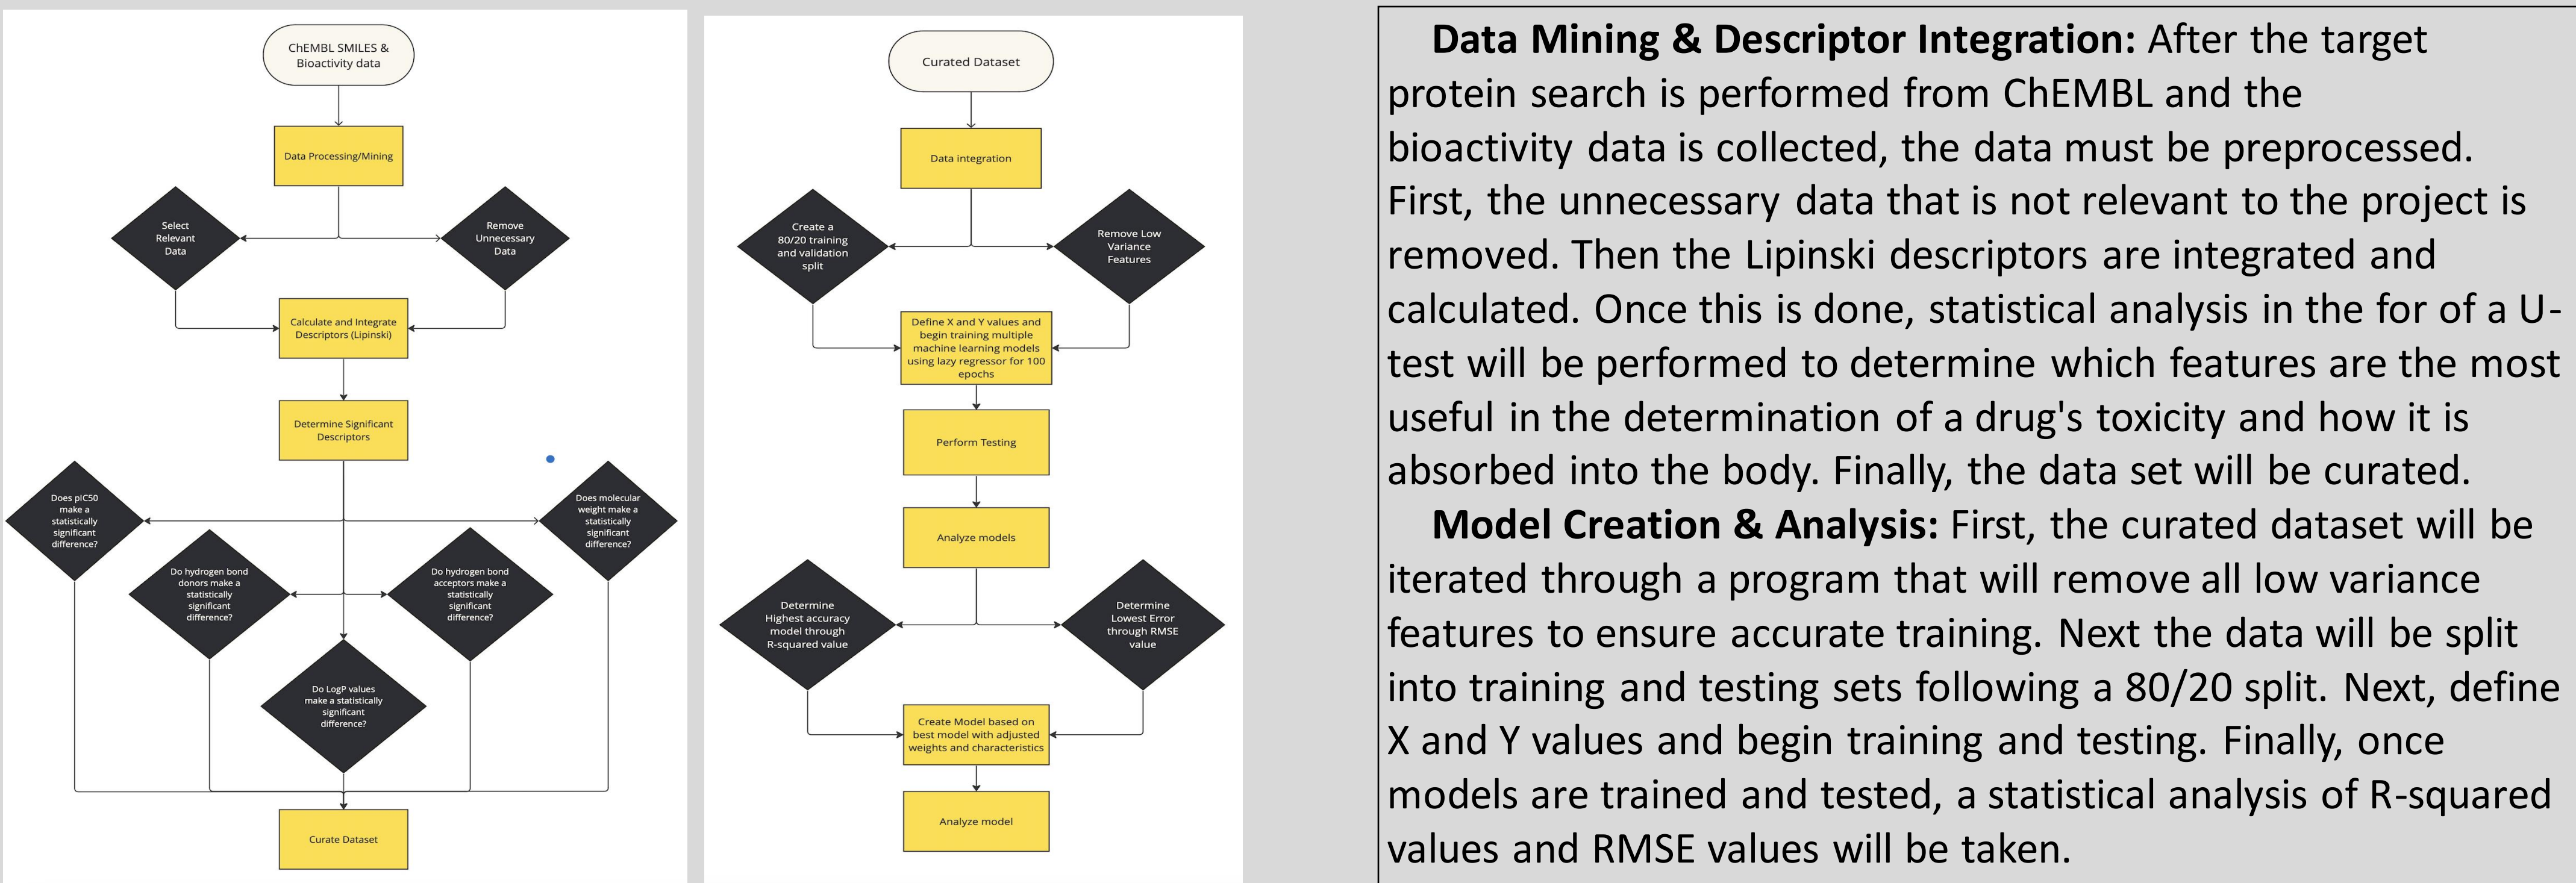 ChEMBL SMILES &
Bioactivity data
Data Processing/Mining
Select
Relevant
Data
Remove
Unnecessary
Data
Calculate and Integrate
Descriptors (Lipinski)
Determine Significant
Descriptors
Does pIC50
make a
statistically
significant
difference?
Does molecular
weight make a
statistically
significant
difference?
Do hydrogen bond
donors make a
statistically
significant
difference?
Do hydrogen bond
acceptors make a
statistically
significant
difference?
Do LogP values
make a statistically
significant
difference?
Curate Dataset
Curated Dataset
Data integration
Create a
80/20 training
and validation
split
Remove Low
Variance
Features
Define X and Y values and
begin training multiple
machine learning models
using lazy regressor for 100
epochs
Perform Testing
Analyze models
Determine
Highest accuracy
model through
R-squared value
Determine
Lowest Error
through RMSE
value
Create Model based on
best model with adjusted
weights and characteristics
Analyze model
Data Mining & Descriptor Integration: After the target
protein search is performed from ChEMBL and the
bioactivity data is collected, the data must be preprocessed.
First, the unnecessary data that is not relevant to the project is
removed. Then the Lipinski descriptors are integrated and
calculated. Once this is done, statistical analysis in the for of a U-
test will be performed to determine which features are the most
useful in the determination of a drug's toxicity and how it is
absorbed into the body. Finally, the data set will be curated.
Model Creation & Analysis: First, the curated dataset will be
iterated through a program that will remove all low variance
features to ensure accurate training. Next the data will be split
into training and testing sets following a 80/20 split. Next, define
X and Y values and begin training and testing. Finally, once
models are trained and tested, a statistical analysis of R-squared
values and RMSE values will be taken.